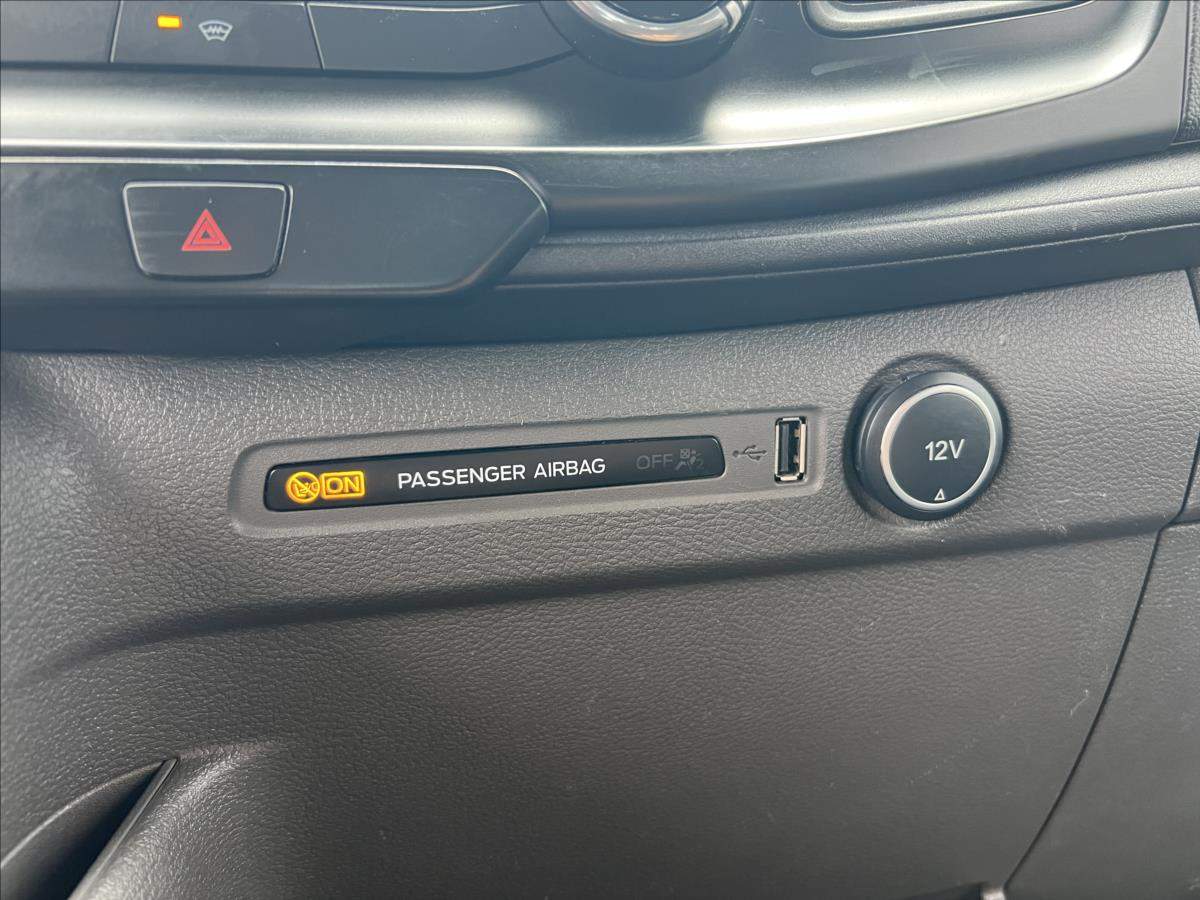 ON PASSENGER AIRBAG OFF
12V